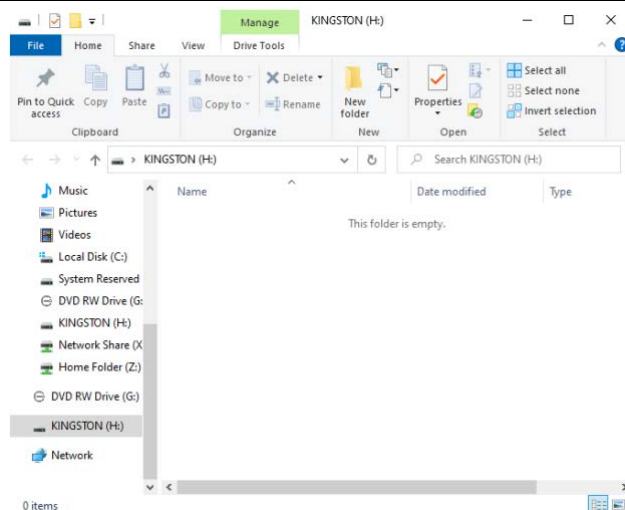 Manage KINGSTON (H:)
File Home Share View Drive Tools
Pin to Quick access
Copy
Paste
Move to
Copy to
Delete
Rename
New folder
Properties
Select all
Select none
Invert selection
Clipboard Organize New Open Select
KINGSTON (H:) Search KINGSTON (H:)
Name Date modified Type
This folder is empty.
Music
Pictures
Videos
Local Disk (C:)
System Reserved
DVD RW Drive (G:
KINGSTON (H:)
Network Share (X
Home Folder (Z:)
DVD RW Drive (G:)
KINGSTON (H:)
Network
0 items